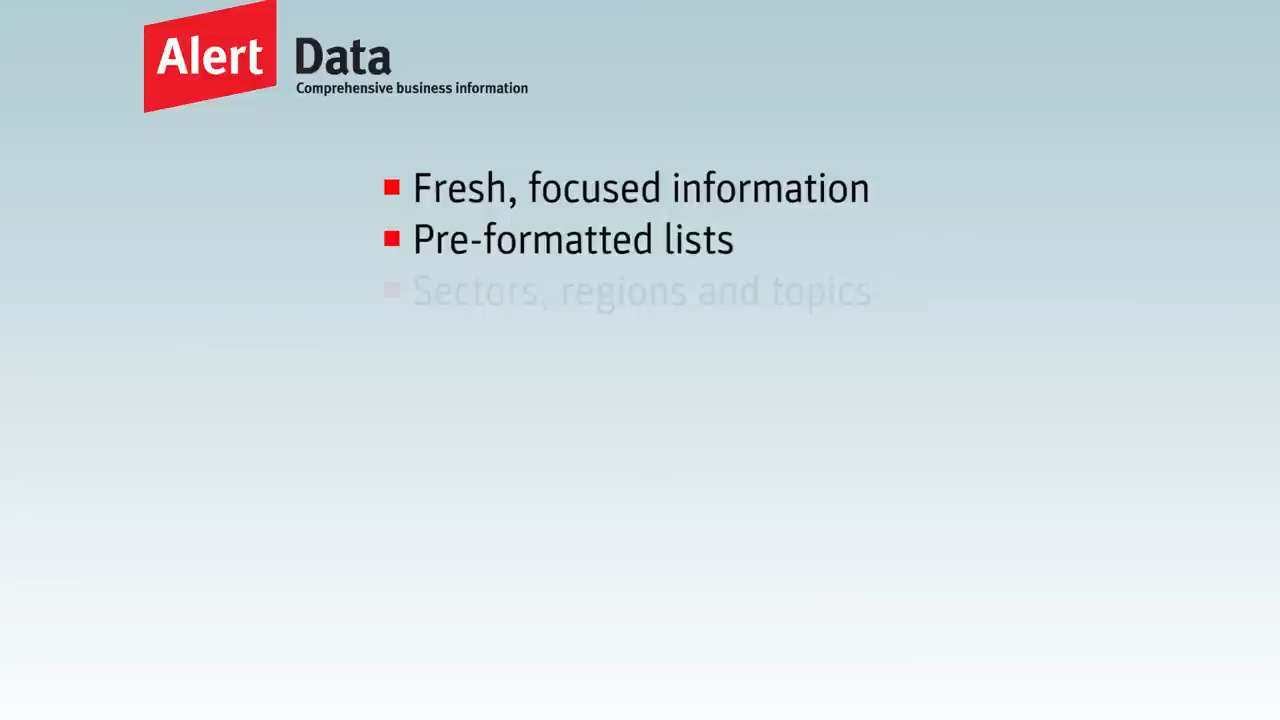 Alert Data
Comprehensive business information
Fresh, focused information
Pre-formatted lists
Sectors, regions and topics